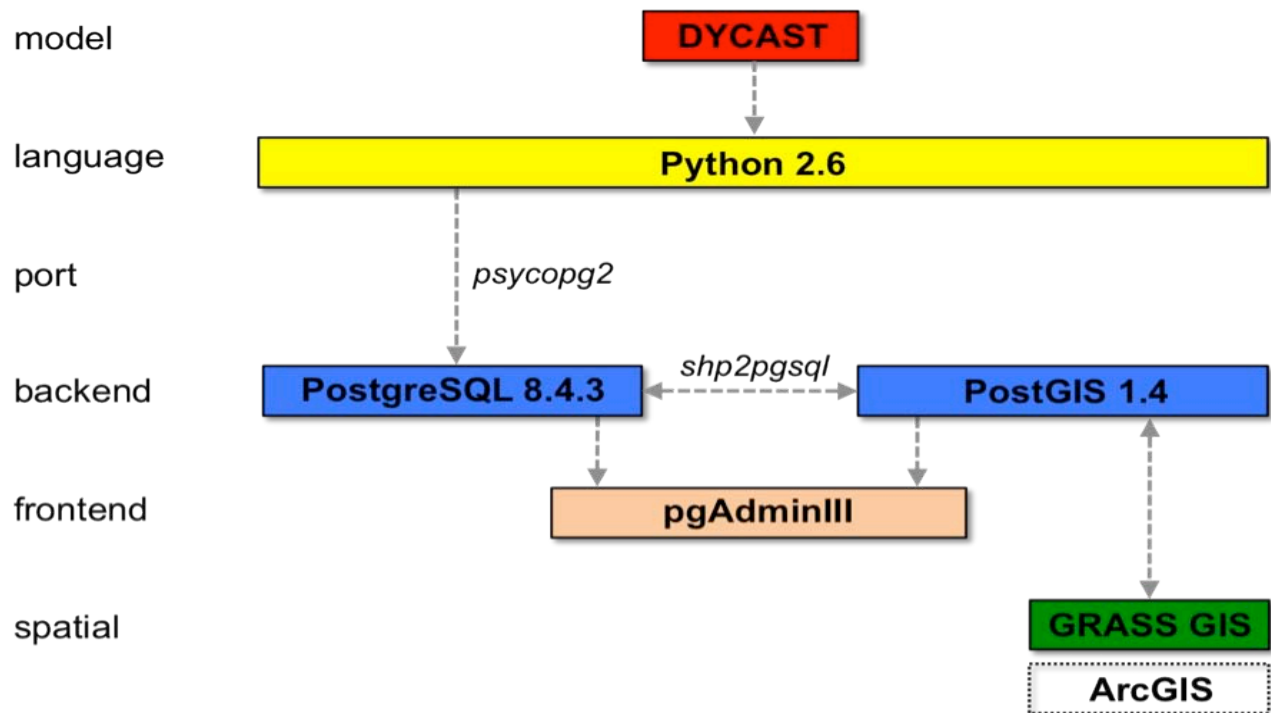 model
DYCAST
language
Python 2.6
port
psycopg2
backend
PostgreSQL 8.4.3
shp2pgsql
PostGIS 1.4
frontend
pgAdminIII
spatial
GRASS GIS
ArcGIS